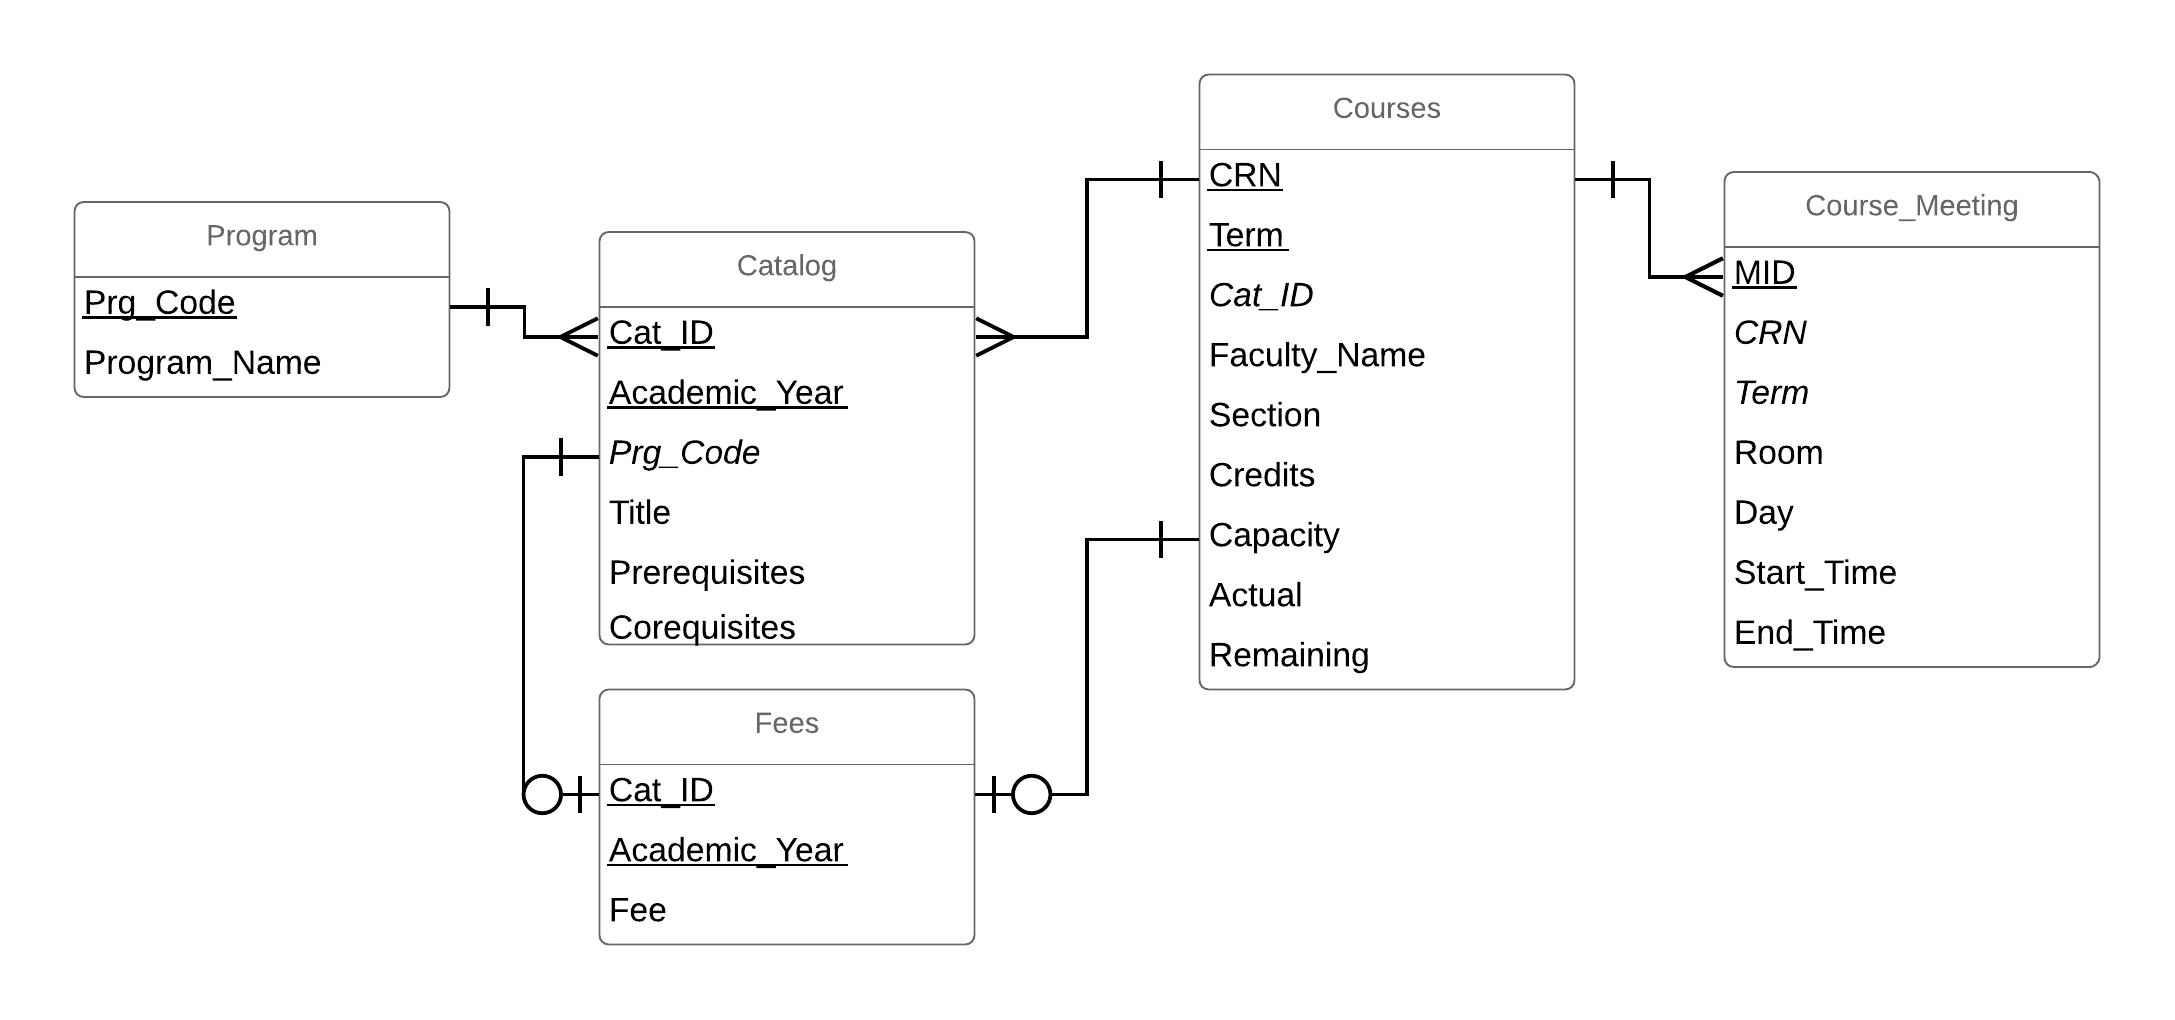 Program
Prg_Code
Program_Name
Catalog
Cat_ID
Academic_Year
Prg_Code
Title
Prerequisites
Corequisites
Fees
Cat_ID
Academic_Year
Fee
Courses
CRN
Term
Cat_ID
Faculty_Name
Section
Credits
Capacity
Actual
Remaining
Course_Meeting
MID
CRN
Term
Room
Day
Start_Time
End_Time